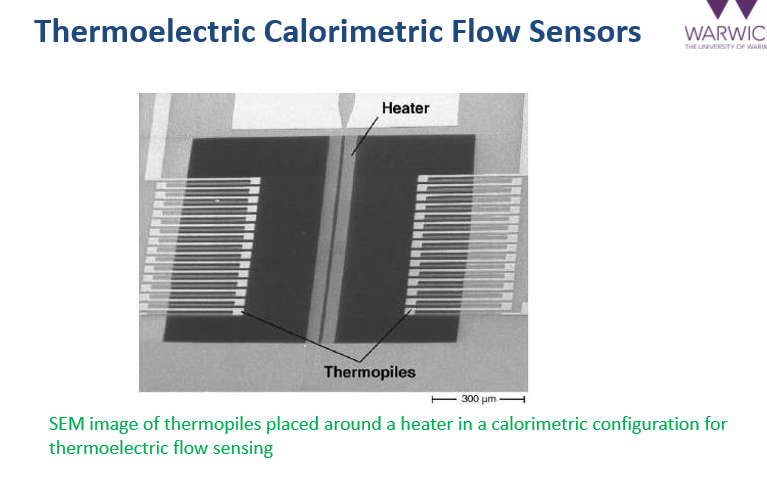 Thermoelectric Calorimetric Flow Sensors
WARWIC
THE UNIVERSITY OF WARW
Heater
Thermopiles
300 µm
SEM image of thermopiles placed around a heater in a calorimetric configuration for
thermoelectric flow sensing